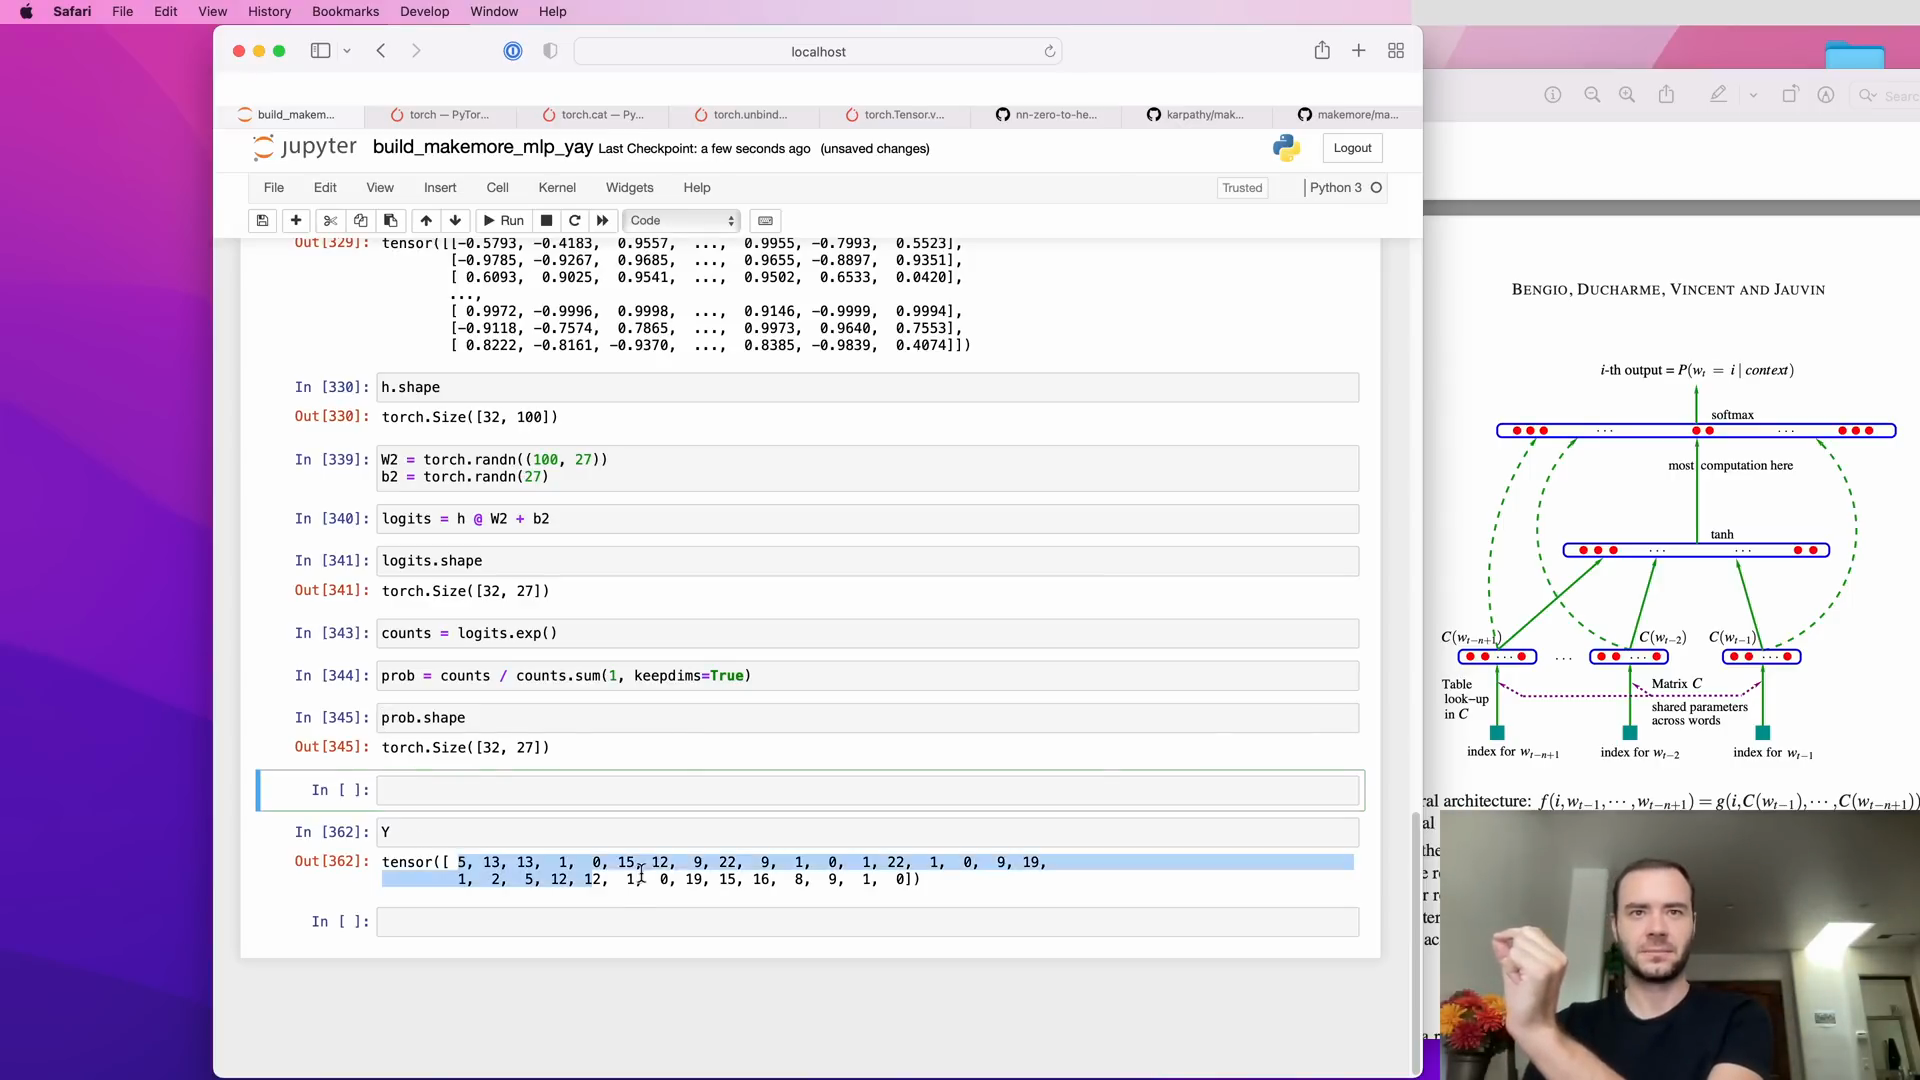 Safari File Edit View History Bookmarks Develop Window Help
localhost
build_makem... torch — PyTor... torch.cat — Py... torch.unbind... torch.Tensor.v... nn-zero-to-he... karpathy/mak... makemore/ma...
Search
jupyter build_makemore_mlp_yay Last Checkpoint: a few seconds ago (unsaved changes) Logout
File Edit View Insert Cell Kernel Widgets Help Trusted Python 3
Run Code
Out[329]: tensor([[-0.5793, -0.4183, 0.9557, ..., 0.9955, -0.7993, 0.5523],
[-0.9785, -0.9267, 0.9685, ..., 0.9655, -0.8897, 0.9351],
[ 0.6093, 0.9025, 0.9541, ..., 0.9502, 0.6533, 0.0420],
...,
[ 0.9972, -0.9996, 0.9998, ..., 0.9146, -0.9999, 0.9994],
[-0.9118, -0.7574, 0.7865, ..., 0.9973, 0.9640, 0.7553],
[ 0.8222, -0.8161, -0.9370, ..., 0.8385, -0.9839, 0.4074]])
In [330]: h.shape
Out[330]: torch.Size([32, 100])
In [339]: W2 = torch.randn((100, 27))
b2 = torch.randn(27)
In [340]: logits = h @ W2 + b2
In [341]: logits.shape
Out[341]: torch.Size([32, 27])
In [343]: counts = logits.exp()
In [344]: prob = counts / counts.sum(1, keepdims=True)
In [345]: prob.shape
Out[345]: torch.Size([32, 27])
In [ ]:
In [362]: Y
Out[362]: tensor([ 5, 13, 13, 1, 0, 15, 12, 9, 22, 9, 1, 0, 1, 22, 1, 0, 9, 19,
1, 2, 5, 12, 12, 1, 0, 19, 15, 16, 8, 9, 1, 0])
In [ ]:
BENGIO, DUCHARME, VINCENT AND JAUVIN
i-th output = P(w_t = i | context)
softmax
...
most computation here
tanh
...
C(w_{t−n+1}) C(w_{t−2}) C(w_{t−1})
...
Table look−up in C
Matrix C
shared parameters across words
index for w_{t−n+1} index for w_{t−2} index for w_{t−1}
ral architecture: f(i,w_{t−1},⋯,w_{t−n+1}) = g(i,C(w_{t−1}),⋯,C(w_{t−n+1}))